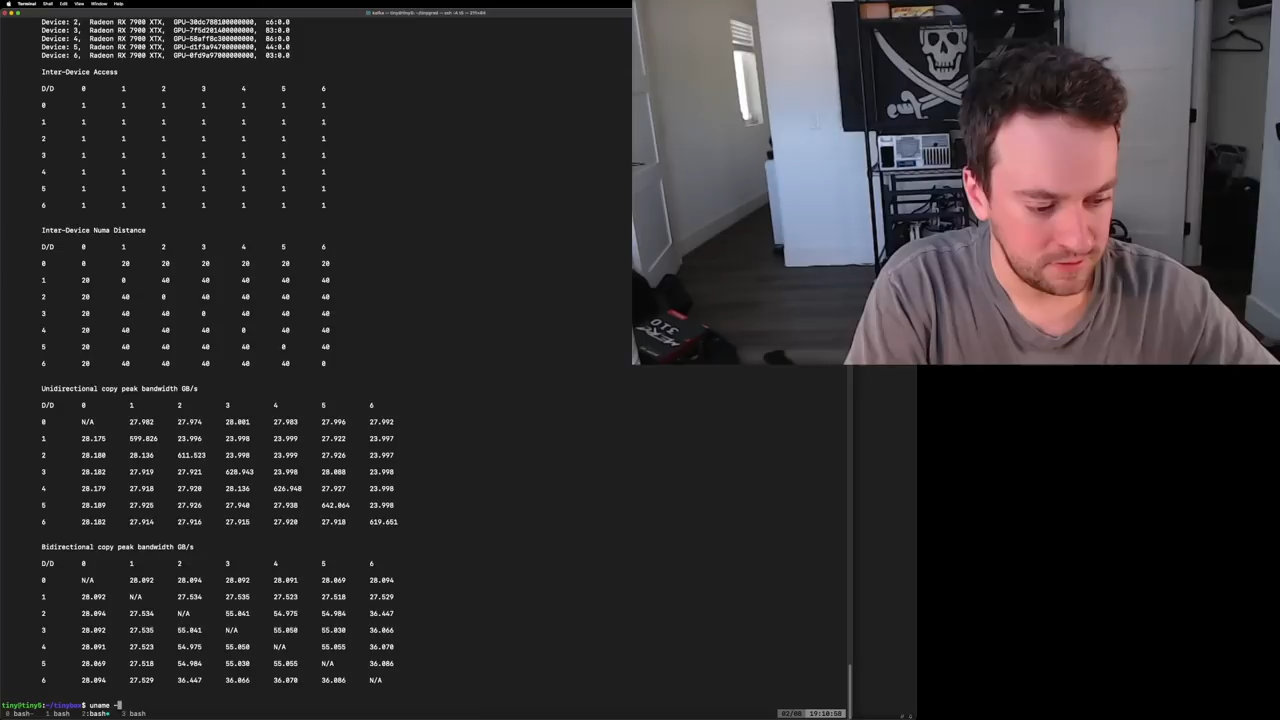 Terminal Shell Edit View Window Help
Device: 2, Radeon RX 7900 XTX, GPU-30dc788100000000, c6:0.0
Device: 3, Radeon RX 7900 XTX, GPU-7f5d201400000000, 83:0.0
Device: 4, Radeon RX 7900 XTX, GPU-58aff8c300000000, 86:0.0
Device: 5, Radeon RX 7900 XTX, GPU-d1f3a94700000000, 44:0.0
Device: 6, Radeon RX 7900 XTX, GPU-0fd9a97000000000, 03:0.0
Inter-Device Access
D/D 0 1 2 3 4 5 6
0 1 1 1 1 1 1 1
1 1 1 1 1 1 1 1
2 1 1 1 1 1 1 1
3 1 1 1 1 1 1 1
4 1 1 1 1 1 1 1
5 1 1 1 1 1 1 1
6 1 1 1 1 1 1 1
Inter-Device Numa Distance
D/D 0 1 2 3 4 5 6
0 0 20 20 20 20 20 20
1 20 0 40 40 40 40 40
2 20 40 0 40 40 40 40
3 20 40 40 0 40 40 40
4 20 40 40 40 0 40 40
5 20 40 40 40 40 0 40
6 20 40 40 40 40 40 0
Unidirectional copy peak bandwidth GB/s
D/D 0 1 2 3 4 5 6
0 N/A 27.982 27.974 28.001 27.983 27.996 27.992
1 28.175 599.826 23.996 23.998 23.999 27.922 23.997
2 28.180 28.136 611.523 23.998 23.999 27.926 23.997
3 28.182 27.919 27.921 628.943 23.998 28.088 23.998
4 28.179 27.918 27.920 28.136 626.948 27.927 23.998
5 28.189 27.925 27.926 27.940 27.938 642.064 23.998
6 28.182 27.914 27.916 27.915 27.920 27.918 619.651
Bidirectional copy peak bandwidth GB/s
D/D 0 1 2 3 4 5 6
0 N/A 28.092 28.094 28.092 28.091 28.069 28.094
1 28.092 N/A 27.534 27.535 27.523 27.518 27.529
2 28.094 27.534 N/A 55.041 54.975 54.984 36.447
3 28.092 27.535 55.041 N/A 55.050 55.030 36.066
4 28.091 27.523 54.975 55.050 N/A 55.055 36.070
5 28.069 27.518 54.984 55.030 55.055 N/A 36.086
6 28.094 27.529 36.447 36.066 36.070 36.086 N/A
tiny@tiny5:~/tinybox$ uname -
0 bash- 1 bash 2:bash* 3 bash 02/08 19:10:58
310